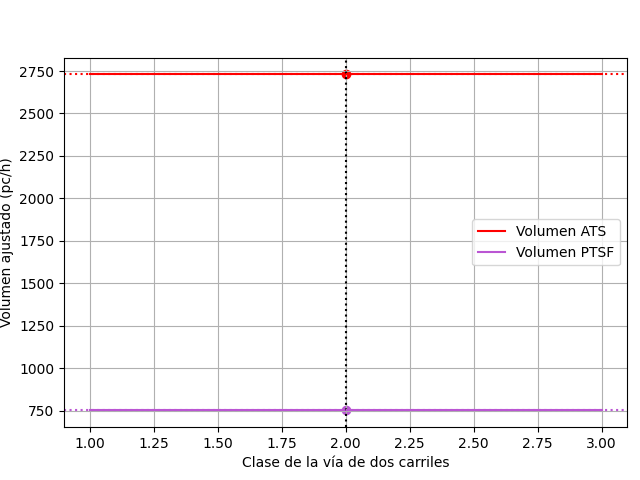 2750
2500
2250
2000
1750
1500
1250
1000
750
Volumen ajustado (pc/h)
Volumen ATS
Volumen PTSF
1.00 1.25 1.50 1.75 2.00 2.25 2.50 2.75 3.00
Clase de la vía de dos carriles